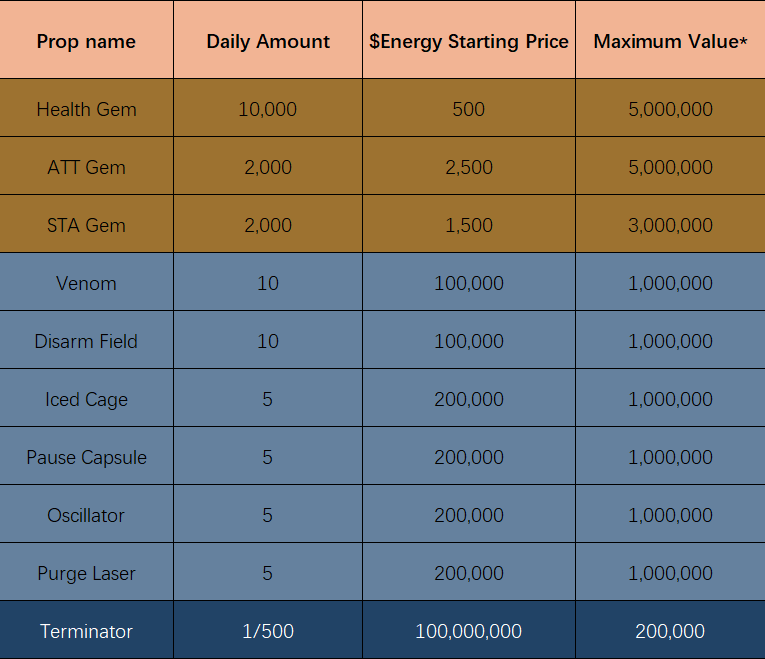 Prop name Daily Amount $Energy Starting Price Maximum Value*
Health Gem 10,000 500 5,000,000
ATT Gem 2,000 2,500 5,000,000
STA Gem 2,000 1,500 3,000,000
Venom 10 100,000 1,000,000
Disarm Field 10 100,000 1,000,000
Iced Cage 5 200,000 1,000,000
Pause Capsule 5 200,000 1,000,000
Oscillator 5 200,000 1,000,000
Purge Laser 5 200,000 1,000,000
Terminator 1/500 100,000,000 200,000